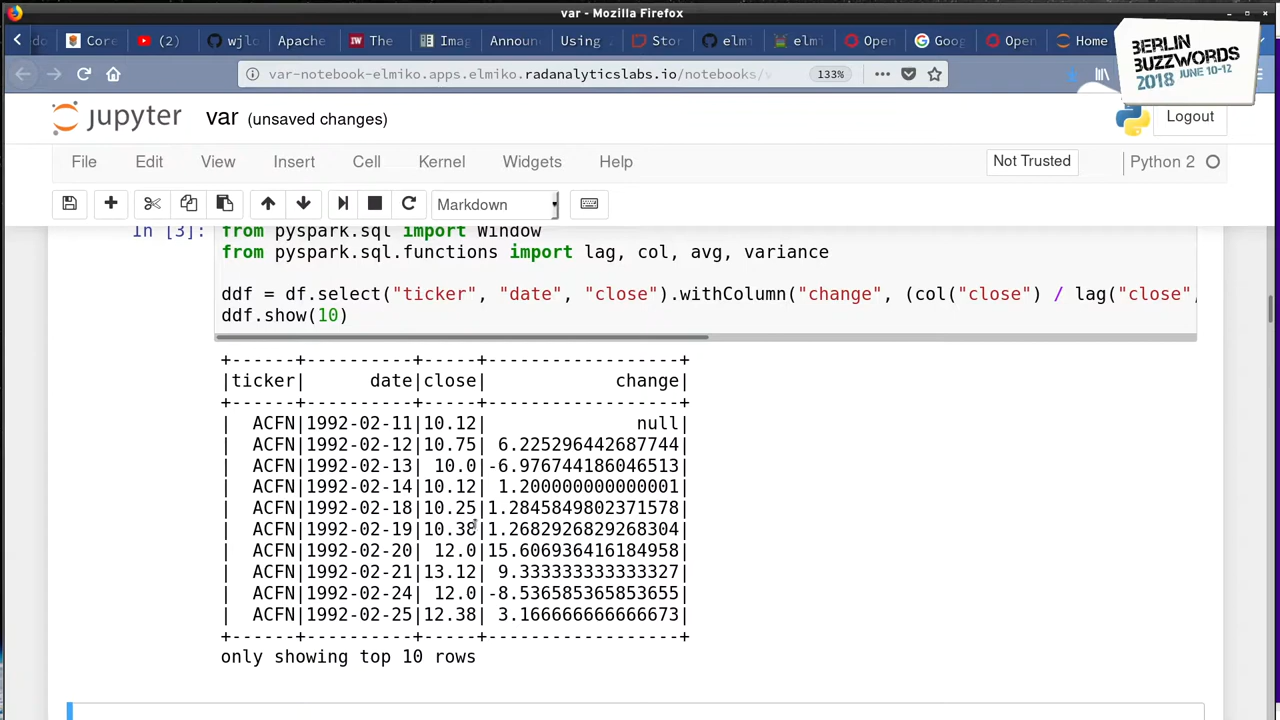 var - Mozilla Firefox
Core
(2)
wjlo
Apache
The
Imag
Announ
Using
Stor
elmi
elmi
Open
Goog
Open
Home
BERLIN
BUZZWORDS
2018 JUNE 10-12
var-notebook-elmiko.apps.elmiko.radanalyticslabs.io/notebooks/v
133%
jupyter var (unsaved changes)
Logout
File Edit View Insert Cell Kernel Widgets Help
Not Trusted
Python 2
Markdown
In [3]: from pyspark.sql import Window
from pyspark.sql.functions import lag, col, avg, variance
ddf = df.select("ticker", "date", "close").withColumn("change", (col("close") / lag("close",
ddf.show(10)
+------+----------+-----+------------------+
|ticker|      date|close|            change|
+------+----------+-----+------------------+
|  ACFN|1992-02-11|10.12|              null|
|  ACFN|1992-02-12|10.75| 6.225296442687744|
|  ACFN|1992-02-13| 10.0|-6.976744186046513|
|  ACFN|1992-02-14|10.12| 1.200000000000001|
|  ACFN|1992-02-18|10.25|1.2845849802371578|
|  ACFN|1992-02-19|10.38|1.2682926829268304|
|  ACFN|1992-02-20| 12.0|15.606936416184958|
|  ACFN|1992-02-21|13.12| 9.333333333333327|
|  ACFN|1992-02-24| 12.0|-8.536585365853655|
|  ACFN|1992-02-25|12.38| 3.166666666666673|
+------+----------+-----+------------------+
only showing top 10 rows